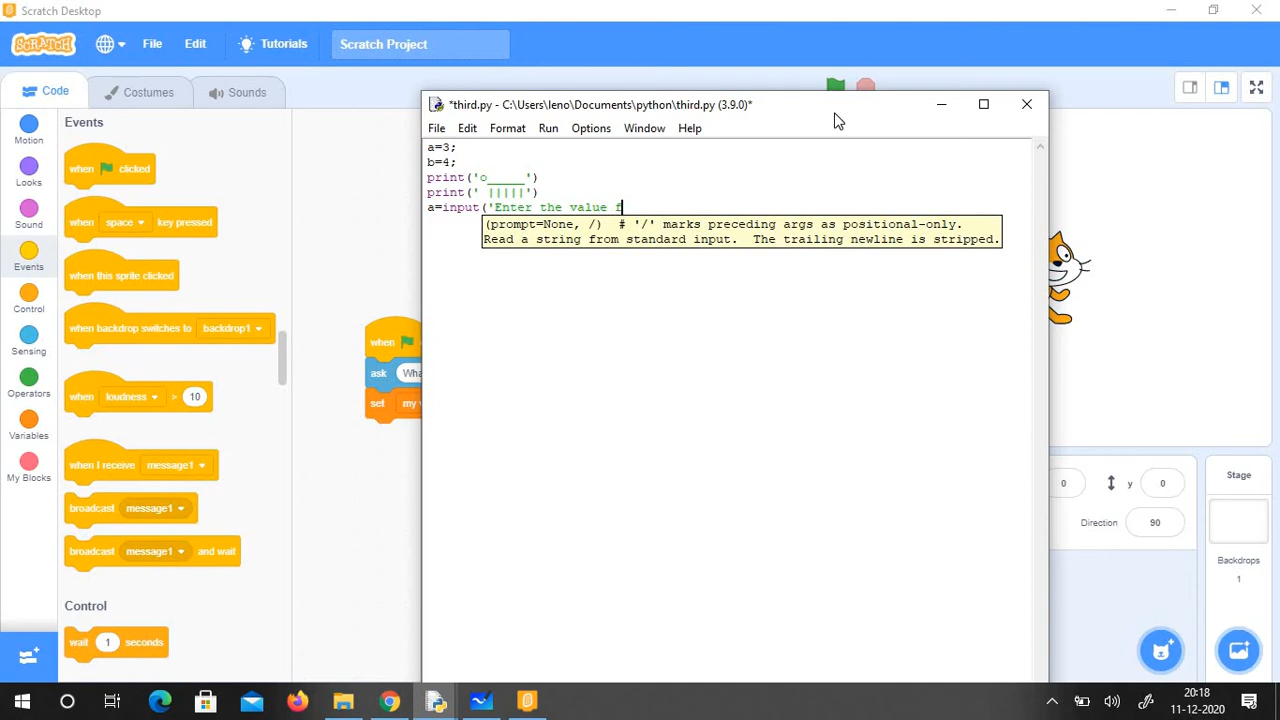 Scratch Desktop
SCRATCH
File
Edit
Tutorials
Scratch Project
Code
Costumes
Sounds
Motion
Looks
Sound
Events
Control
Sensing
Operators
Variables
My Blocks
Events
when clicked
when space key pressed
when this sprite clicked
when backdrop switches to backdrop1
when loudness > 10
when I receive message1
broadcast message1
broadcast message1 and wait
Control
wait 1 seconds
when
ask
set my
*third.py - C:\Users\leno\Documents\python\third.py (3.9.0)*
File Edit Format Run Options Window Help
a=3;
b=4;
print('o_____')
print(' |||||')
a=input('Enter the value f
(prompt=None, /) # '/' marks preceding args as positional-only.
Read a string from standard input. The trailing newline is stripped.
0
y
0
Direction
90
Stage
Backdrops
1
20:18
11-12-2020